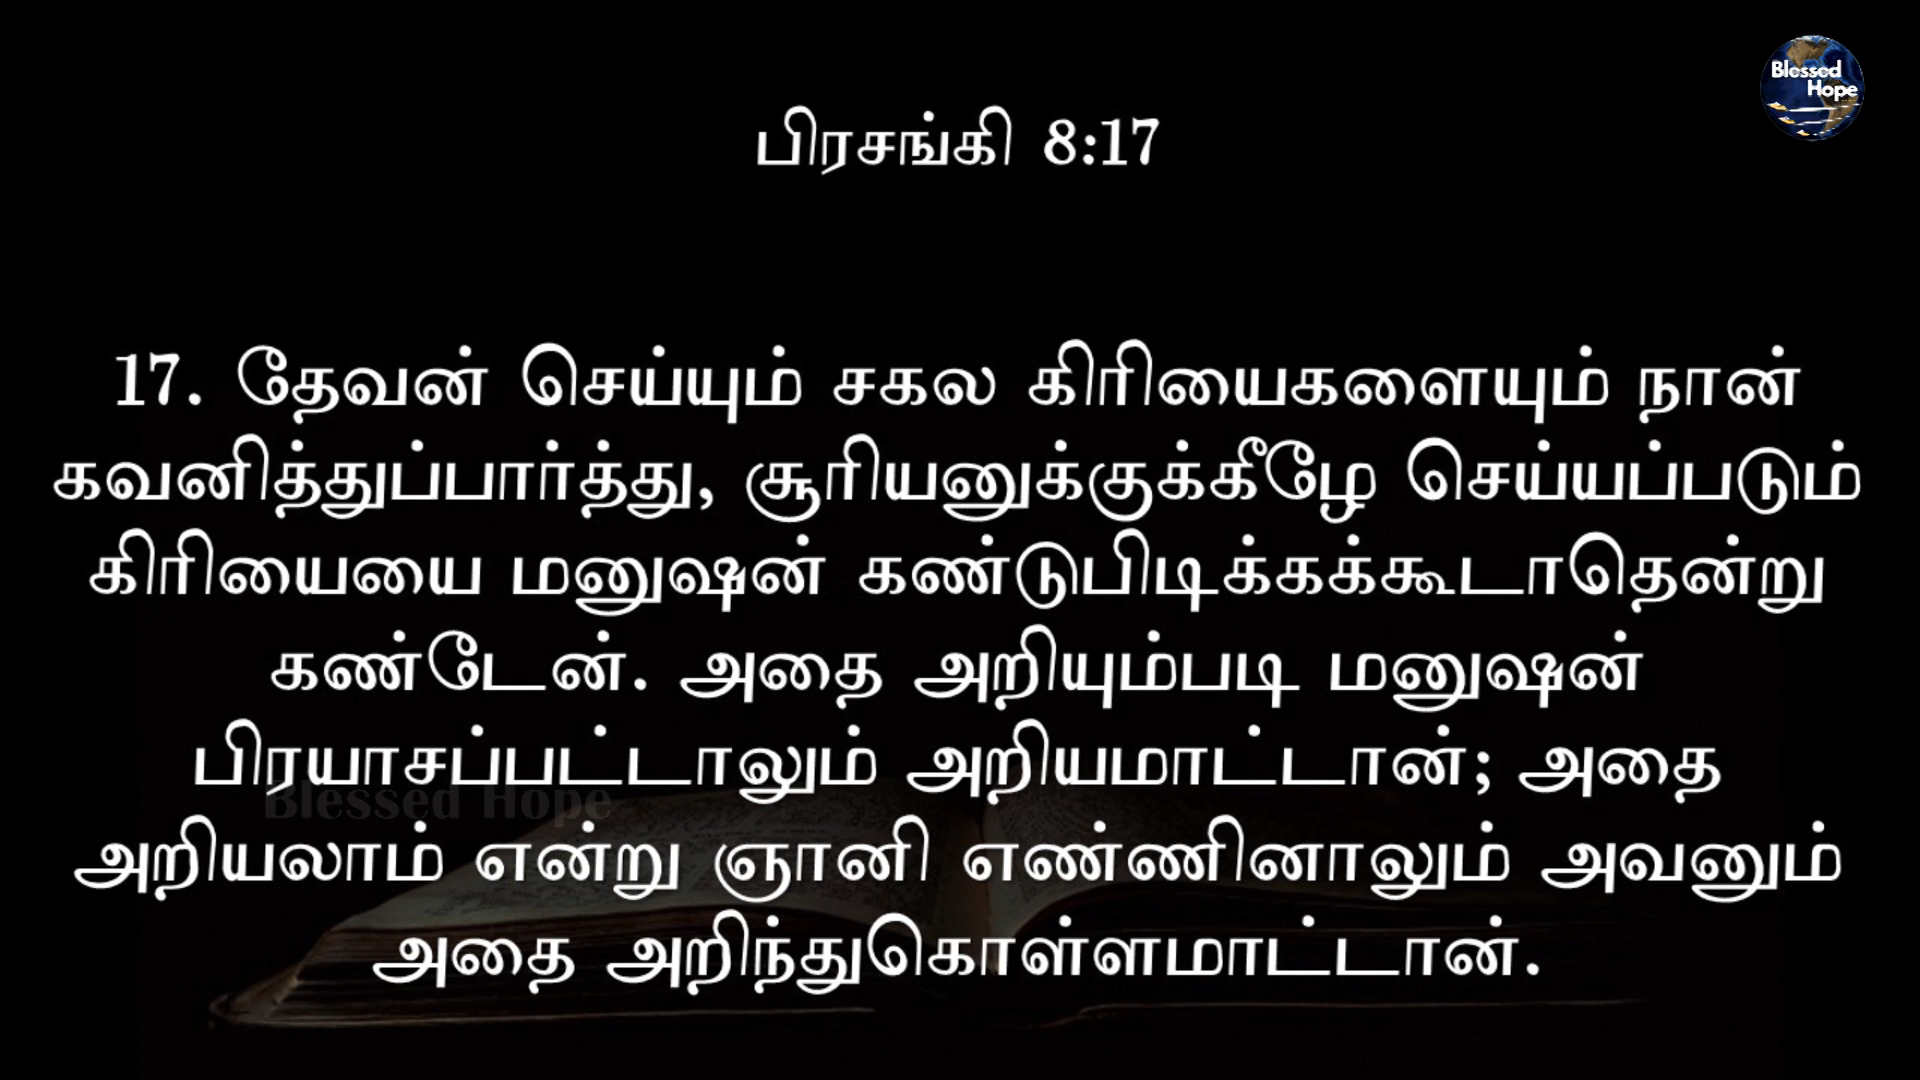 Blessed
Hope
பிரசங்கி 8:17
17. தேவன் செய்யும் சகல கிரியைகளையும் நான்
கவனித்துப்பார்த்து, சூரியனுக்குக்கீழே செய்யப்படும்
கிரியையை மனுஷன் கண்டுபிடிக்கக்கூடாதென்று
கண்டேன். அதை அறியும்படி மனுஷன்
பிரயாசப்பட்டாலும் அறியமாட்டான்; அதை
Blessed Hope
அறியலாம் என்று ஞானி எண்ணினாலும் அவனும்
அதை அறிந்துகொள்ளமாட்டான்.